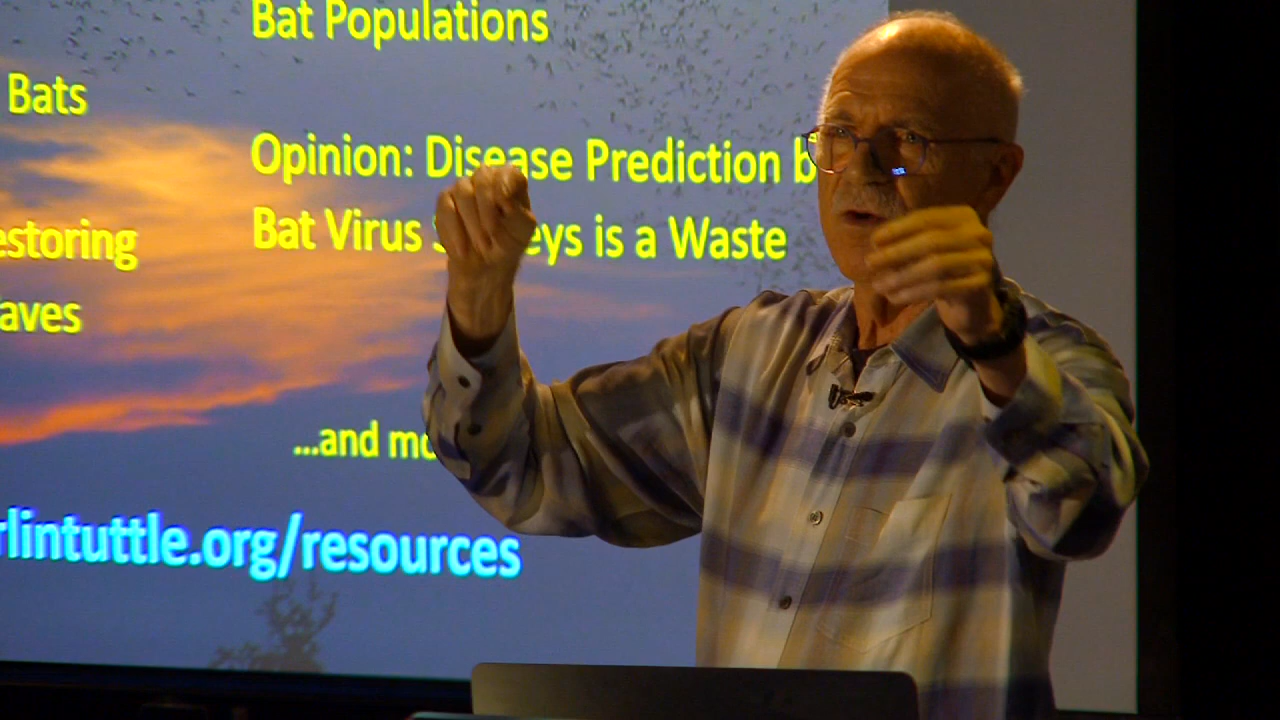 Bats
estoring
aves
Bat Populations
Opinion: Disease Prediction b
Bat Virus S eys is a Waste
...and mo
rlintuttle.org/resources